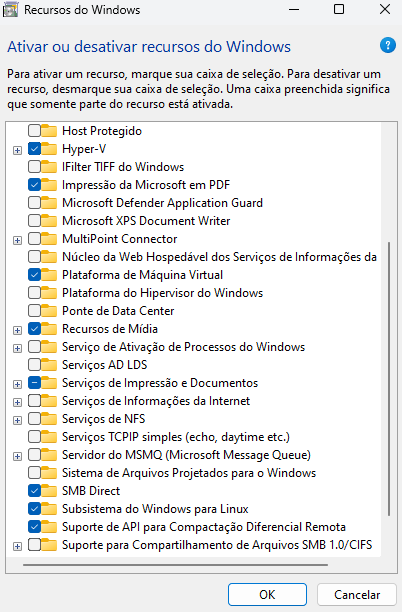 Recursos do Windows
Ativar ou desativar recursos do Windows
?
Para ativar um recurso, marque sua caixa de seleção. Para desativar um
recurso, desmarque sua caixa de seleção. Uma caixa preenchida significa
que somente parte do recurso está ativada.
Host Protegido
Hyper-V
IFilter TIFF do Windows
Impressão da Microsoft em PDF
Microsoft Defender Application Guard
Microsoft XPS Document Writer
MultiPoint Connector
Núcleo da Web Hospedável dos Serviços de Informações da
Plataforma de Máquina Virtual
Plataforma do Hipervisor do Windows
Ponte de Data Center
Recursos de Mídia
Serviço de Ativação de Processos do Windows
Serviços AD LDS
Serviços de Impressão e Documentos
Serviços de Informações da Internet
Serviços de NFS
Serviços TCPIP simples (echo, daytime etc.)
Servidor do MSMQ (Microsoft Message Queue)
Sistema de Arquivos Projetados para o Windows
SMB Direct
Subsistema do Windows para Linux
Suporte de API para Compactação Diferencial Remota
Suporte para Compartilhamento de Arquivos SMB 1.0/CIFS
OK
Cancelar